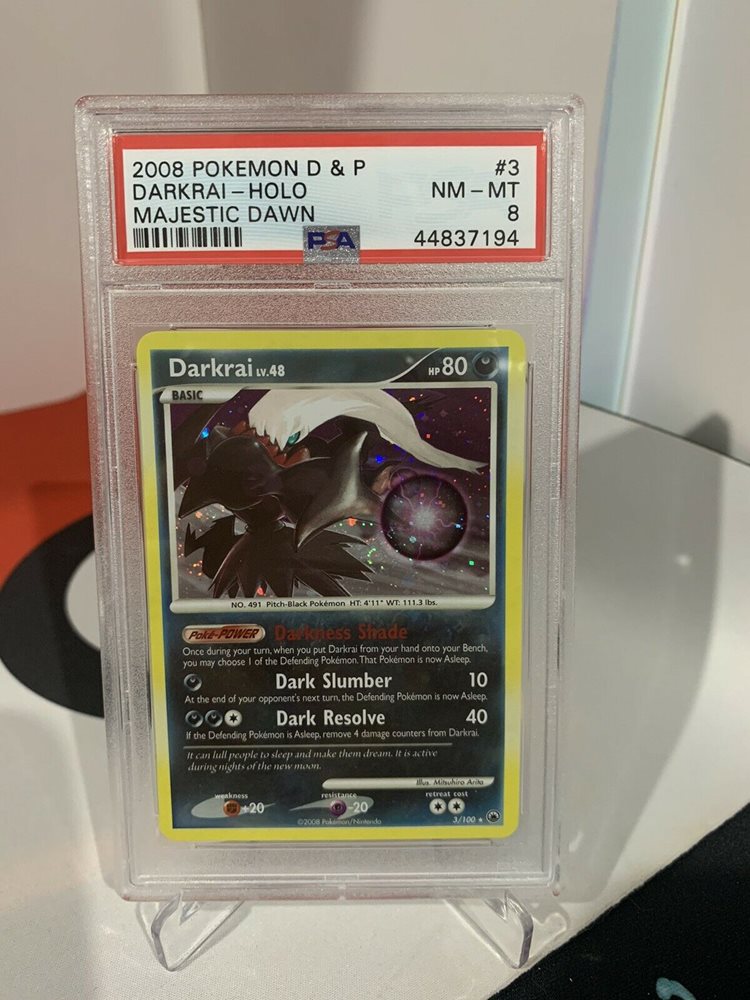 2008 POKEMON D & P #3
DARKRAI - HOLO NM - MT
MAJESTIC DAWN 8
PSA 44837194
Darkrai LV.48 HP 80
BASIC
NO. 491 Pitch-Black Pokémon HT: 4'11" WT: 111.3 lbs.
Poké-POWER Darkness Shade
Once during your turn, when you put Darkrai from your hand onto your Bench,
you may choose 1 of the Defending Pokémon. That Pokémon is now Asleep.
Dark Slumber 10
At the end of your opponent's next turn, the Defending Pokémon is now Asleep.
Dark Resolve 40
If the Defending Pokémon is Asleep, remove 4 damage counters from Darkrai.
It can lull people to sleep and make them dream. It is active
during nights of the new moon.
Illus. Mitsuhiro Arita
weakness resistance retreat cost
+20 -20
©2008 Pokémon/Nintendo 3/100 ★